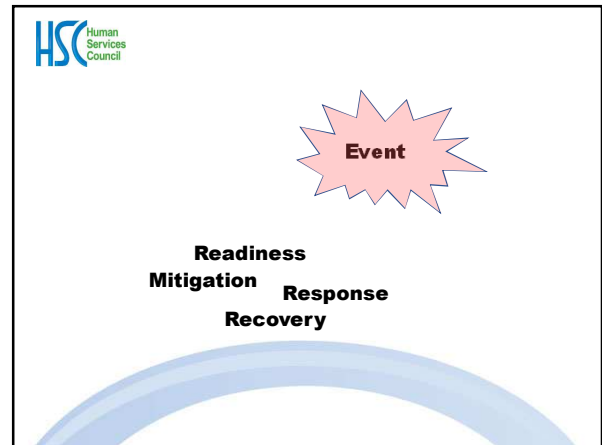 HSC Human
Services
Council
Event
Readiness
Mitigation
Response
Recovery